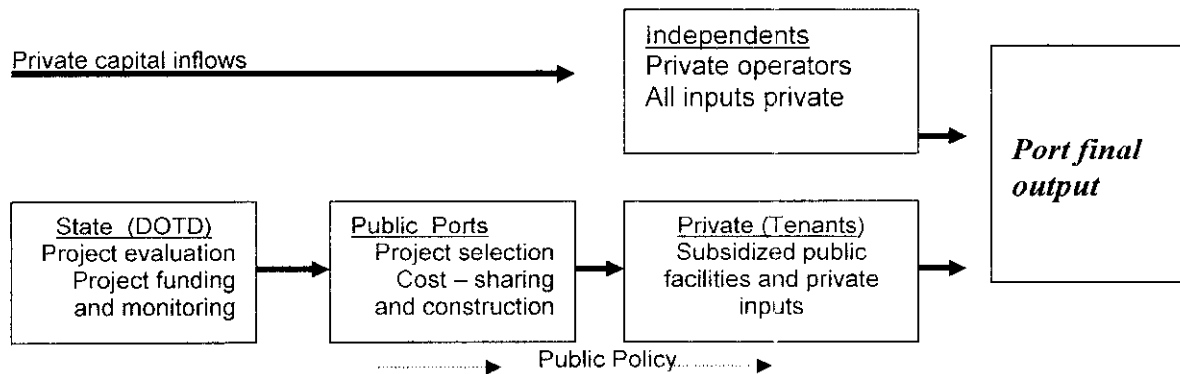 Private capital inflows
Independents
Private operators
All inputs private
Port final
output
State (DOTD)
Project evaluation
Project funding
and monitoring
Public Ports
Project selection
Cost – sharing
and construction
Private (Tenants)
Subsidized public
facilities and private
inputs
Public Policy